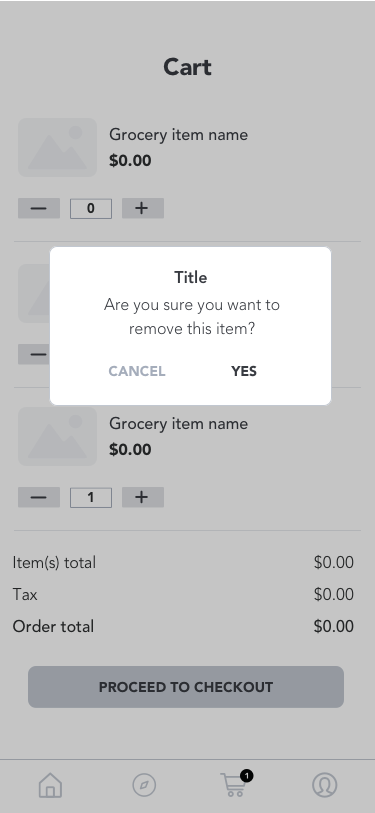 Cart
Grocery item name
$0.00
0
Title
Are you sure you want to
remove this item?
CANCEL YES
Grocery item name
$0.00
1
Item(s) total $0.00
Tax $0.00
Order total $0.00
PROCEED TO CHECKOUT
1